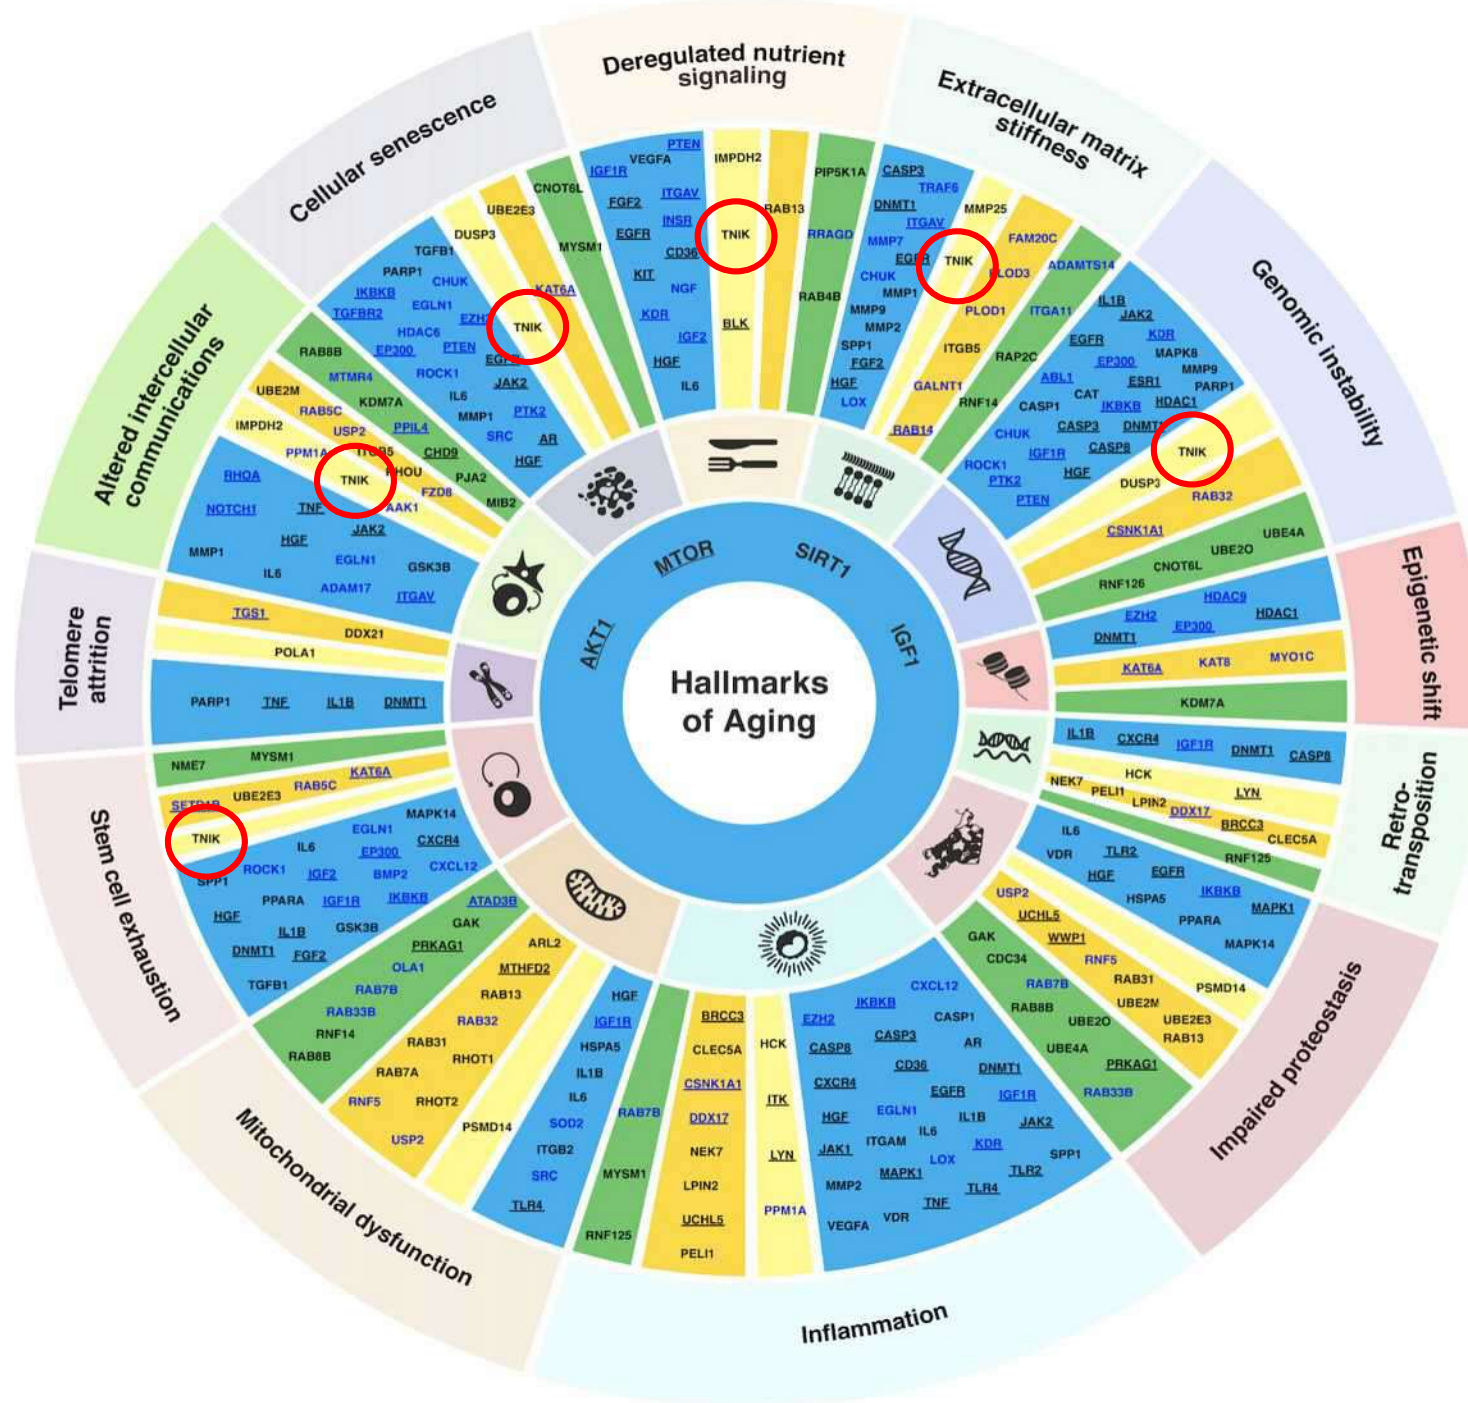 Deregulated nutrient
signaling
PTEN
VEGFA
IGF1R
ITGAV
FGF2
INSR
EGFR
CD36
KIT
NGF
KDR
IGF2
HGF
IL6
IMPDH2
TNIK
BLK
RAB13
PIP5K1A
RRAGD
RAB4B
Extracellular matrix
stiffness
CASP3
TRAF6
DNMT1
ITGAV
MMP7
EGFR
CHUK
MMP1
MMP9
MMP2
SPP1
FGF2
HGF
LOX
MMP25
TNIK
FAM20C
PLOD3
PLOD1
ITGB5
GALNT1
RAB14
ADAMTS14
ITGA11
RAP2C
RNF14
Genomic instability
IL1B
JAK2
KDR
EGFR
MAPK8
EP300
MMP9
ABL1
ESR1
PARP1
CAT
HDAC1
CASP1
IKBKB
CASP3
DNMT1
CHUK
IGF1R
CASP8
ROCK1
HGF
PTK2
PTEN
TNIK
DUSP3
RAB32
CSNK1A1
UBE4A
UBE2O
CNOT6L
RNF126
Epigenetic shift
HDAC9
EZH2
HDAC1
EP300
DNMT1
KAT6A
KAT8
MYO1C
KDM7A
Retro-
transposition
IL1B
CXCR4
IGF1R
DNMT1
CASP8
HCK
LYN
NEK7
PELI1
LPIN2
DDX17
BRCC3
CLEC5A
RNF125
Impaired proteostasis
IL6
VDR
TLR2
HGF
EGFR
IKBKB
HSPA5
MAPK1
PPARA
MAPK14
PSMD14
USP2
UCHL5
WWP1
RNF5
RAB31
UBE2M
UBE2E3
RAB13
GAK
CDC34
RAB7B
RAB8B
UBE2O
UBE4A
PRKAG1
RAB33B
Inflammation
CXCL12
IKBKB
EZH2
CASP1
CASP3
CASP8
AR
CD36
DNMT1
CXCR4
EGFR
IGF1R
EGLN1
HGF
IL1B
JAK2
IL6
ITGAM
KDR
JAK1
LOX
SPP1
MAPK1
TLR2
MMP2
TLR4
TNF
VDR
VEGFA
HCK
ITK
LYN
PPM1A
BRCC3
CLEC5A
CSNK1A1
DDX17
NEK7
LPIN2
UCHL5
PELI1
RAB7B
MYSM1
RNF125
Mitochondrial dysfunction
HGF
IGF1R
HSPA5
IL1B
IL6
SOD2
ITGB2
SRC
TLR4
PSMD14
ARL2
MTHFD2
RAB13
RAB32
RAB31
RHOT1
RAB7A
RNF5
RHOT2
USP2
ATAD3B
GAK
PRKAG1
OLA1
RAB7B
RAB33B
RNF14
RAB8B
Stem cell exhaustion
MAPK14
EGLN1
CXCR4
IL6
EP300
ROCK1
CXCL12
IGF2
BMP2
SPP1
PPARA
IGF1R
IKBKB
HGF
GSK3B
IL1B
DNMT1
FGF2
TGFB1
TNIK
KAT6A
RAB5C
UBE2E3
SETD1B
MYSM1
NME7
Telomere
attrition
PARP1
TNF
IL1B
DNMT1
POLA1
DDX21
TGS1
Altered intercellular
communications
RHOA
NOTCH1
TNF
JAK2
HGF
MMP1
EGLN1
GSK3B
IL6
ADAM17
ITGAV
IMPDH2
PPM1A
TNIK
AAK1
UBE2M
RAB5C
USP2
ITGB5
RHOU
FZD8
RAB8B
MTMR4
KDM7A
PPIL4
CHD9
PJA2
MIB2
Cellular senescence
TGFB1
PARP1
CHUK
IKBKB
EGLN1
TGFBR2
EZH2
HDAC6
EP300
PTEN
EGFR
ROCK1
JAK2
IL6
MMP1
PTK2
SRC
AR
HGF
DUSP3
TNIK
UBE2E3
KAT6A
CNOT6L
MYSM1
AKT1
MTOR
SIRT1
IGF1
Hallmarks
of Aging